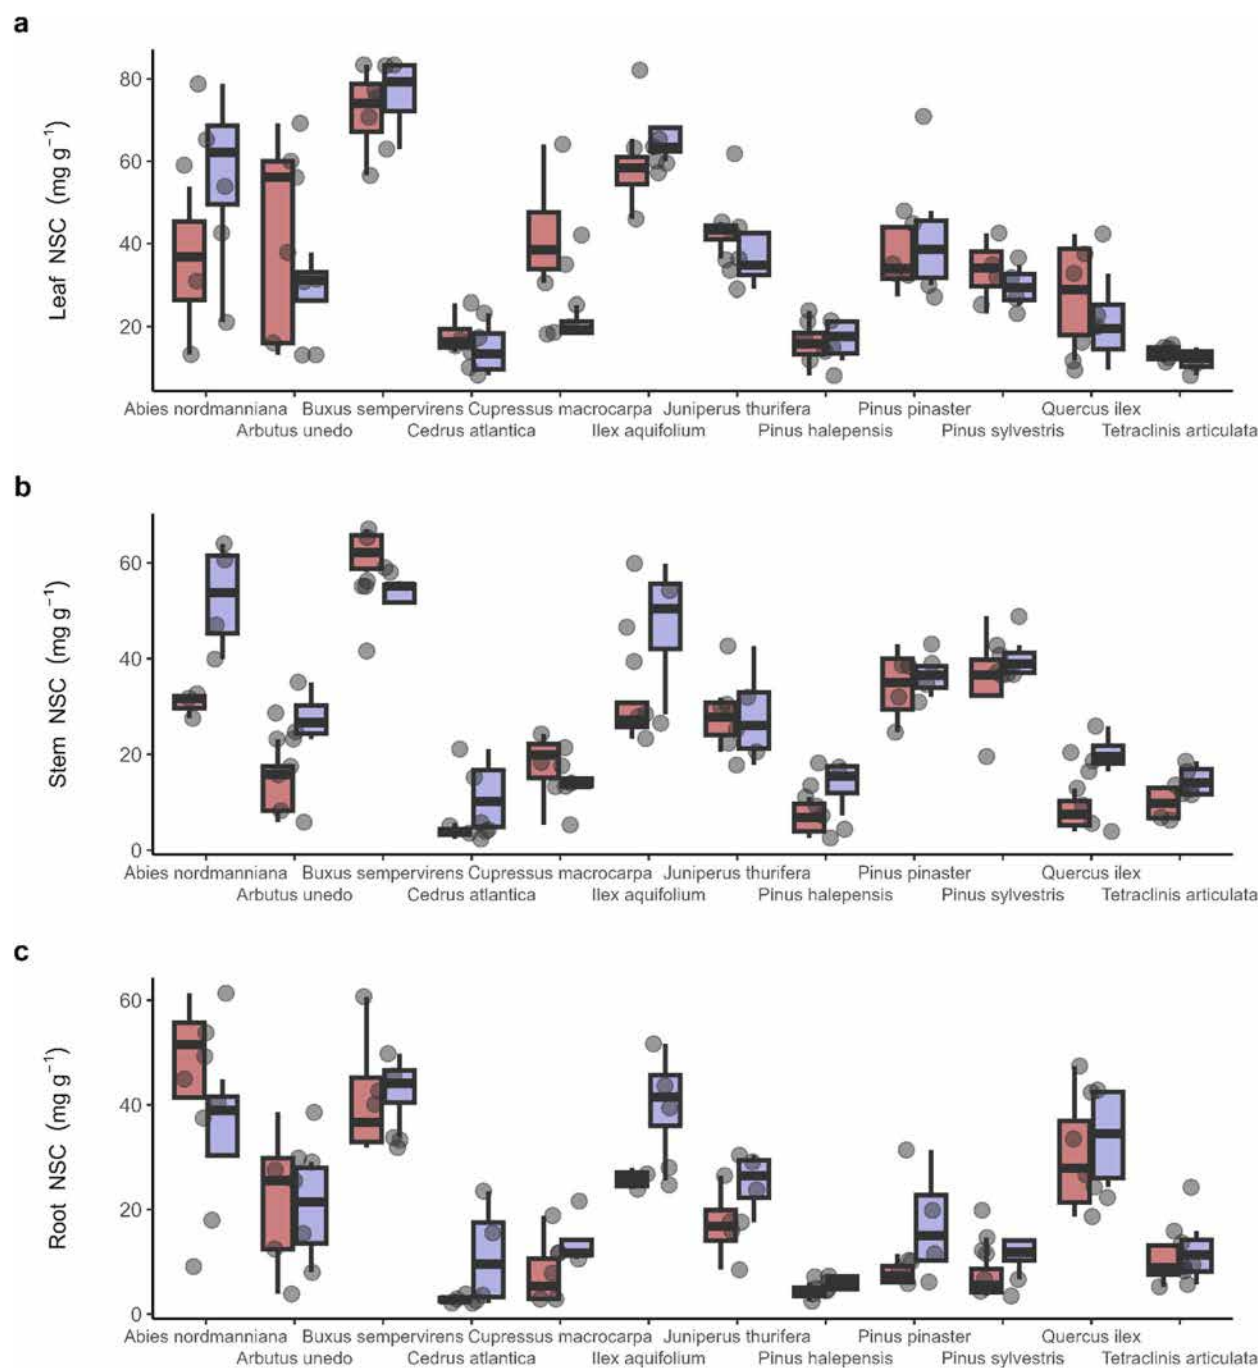 a
80
60
40
20
Leaf NSC (mg g⁻¹)
Abies nordmanniana Buxus sempervirens Cupressus macrocarpa Juniperus thurifera Pinus pinaster Quercus ilex
Arbutus unedo Cedrus atlantica Ilex aquifolium Pinus halepensis Pinus sylvestris Tetraclinis articulata
b
60
40
20
0
Stem NSC (mg g⁻¹)
Abies nordmanniana Buxus sempervirens Cupressus macrocarpa Juniperus thurifera Pinus pinaster Quercus ilex
Arbutus unedo Cedrus atlantica Ilex aquifolium Pinus halepensis Pinus sylvestris Tetraclinis articulata
c
60
40
20
0
Root NSC (mg g⁻¹)
Abies nordmanniana Buxus sempervirens Cupressus macrocarpa Juniperus thurifera Pinus pinaster Quercus ilex
Arbutus unedo Cedrus atlantica Ilex aquifolium Pinus halepensis Pinus sylvestris Tetraclinis articulata